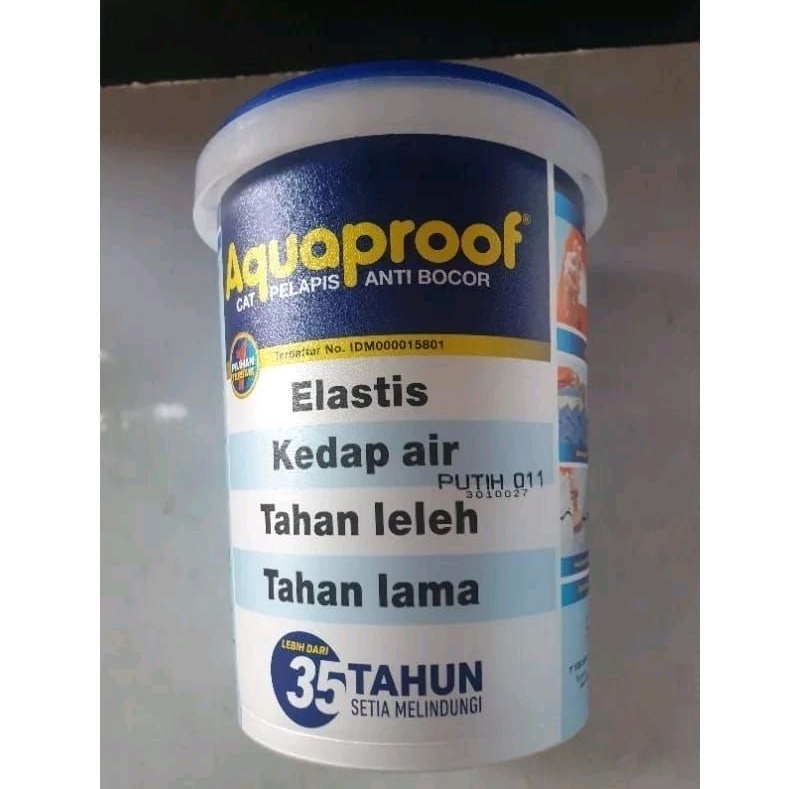 Aquaproof®
CAT PELAPIS ANTI BOCOR
PILIHAN
Terdaftar No. IDM000015801
Elastis
Kedap air
PUTIH 011
3010027
Tahan leleh
Tahan lama
LEBIH DARI
35 TAHUN
SETIA MELINDUNGI